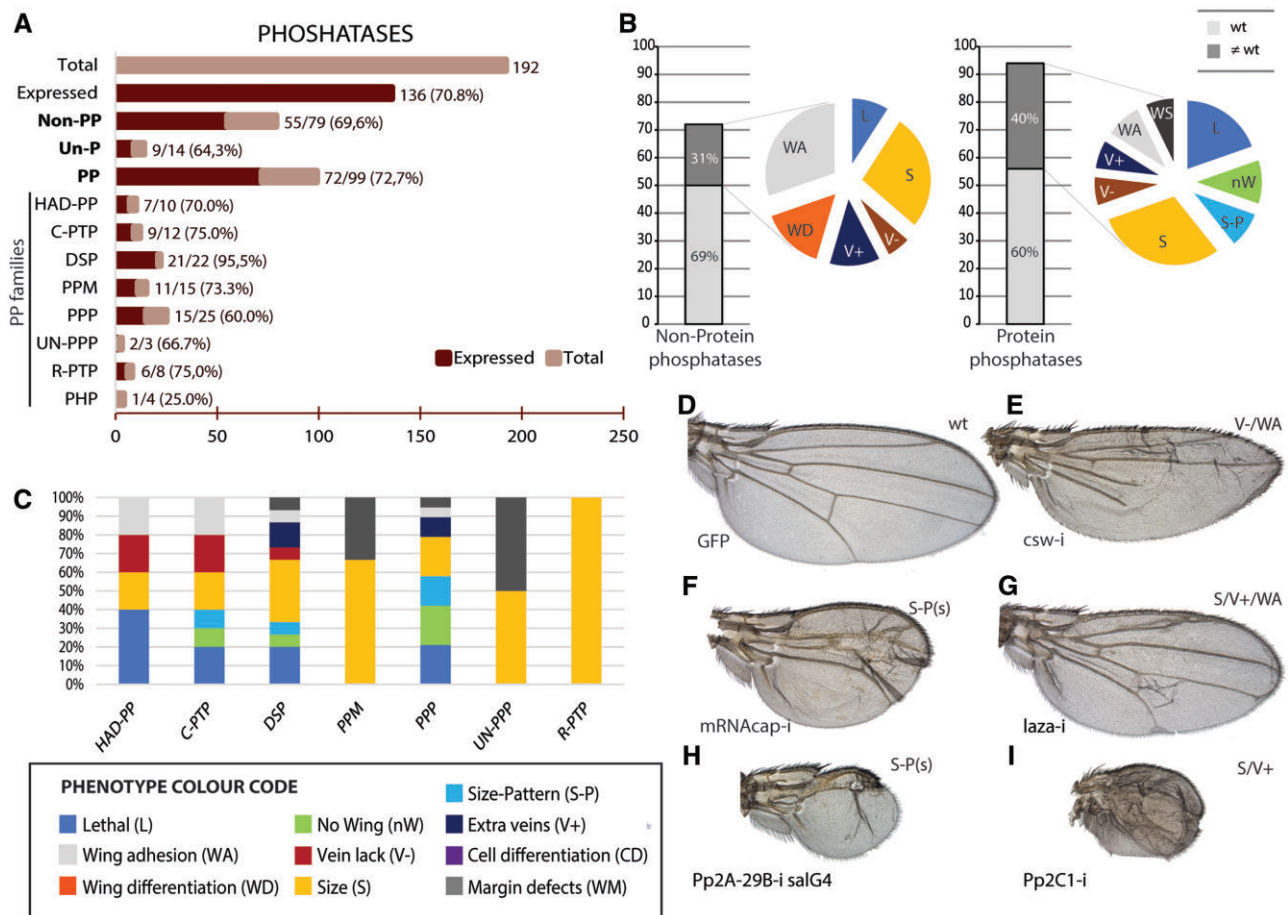 A
PHOSHATASES
Total
192
Expressed
136 (70.8%)
Non-PP
55/79 (69,6%)
Un-P
9/14 (64,3%)
PP
72/99 (72,7%)
PP families
HAD-PP
7/10 (70.0%)
C-PTP
9/12 (75.0%)
DSP
21/22 (95,5%)
PPM
11/15 (73.3%)
PPP
15/25 (60.0%)
UN-PPP
2/3 (66.7%)
R-PTP
6/8 (75,0%)
PHP
1/4 (25.0%)
Expressed Total
0 50 100 150 200 250
B
100
90
80
70
60
50
40
30
20
10
0
31%
69%
Non-Protein
phosphatases
L
S
V-
V+
WD
WA
100
90
80
70
60
50
40
30
20
10
0
40%
60%
Protein
phosphatases
wt
≠ wt
WS
L
nW
S-P
S
V-
V+
WA
C
100%
90%
80%
70%
60%
50%
40%
30%
20%
10%
0%
HAD-PP
C-PTP
DSP
PPM
PPP
UN-PPP
R-PTP
PHENOTYPE COLOUR CODE
Lethal (L)
Wing adhesion (WA)
Wing differentiation (WD)
No Wing (nW)
Vein lack (V-)
Size (S)
Size-Pattern (S-P)
Extra veins (V+)
Cell differentiation (CD)
Margin defects (WM)
D
wt
GFP
E
V-/WA
csw-i
F
S-P(s)
mRNAcap-i
G
S/V+/WA
laza-i
H
S-P(s)
Pp2A-29B-i salG4
I
S/V+
Pp2C1-i